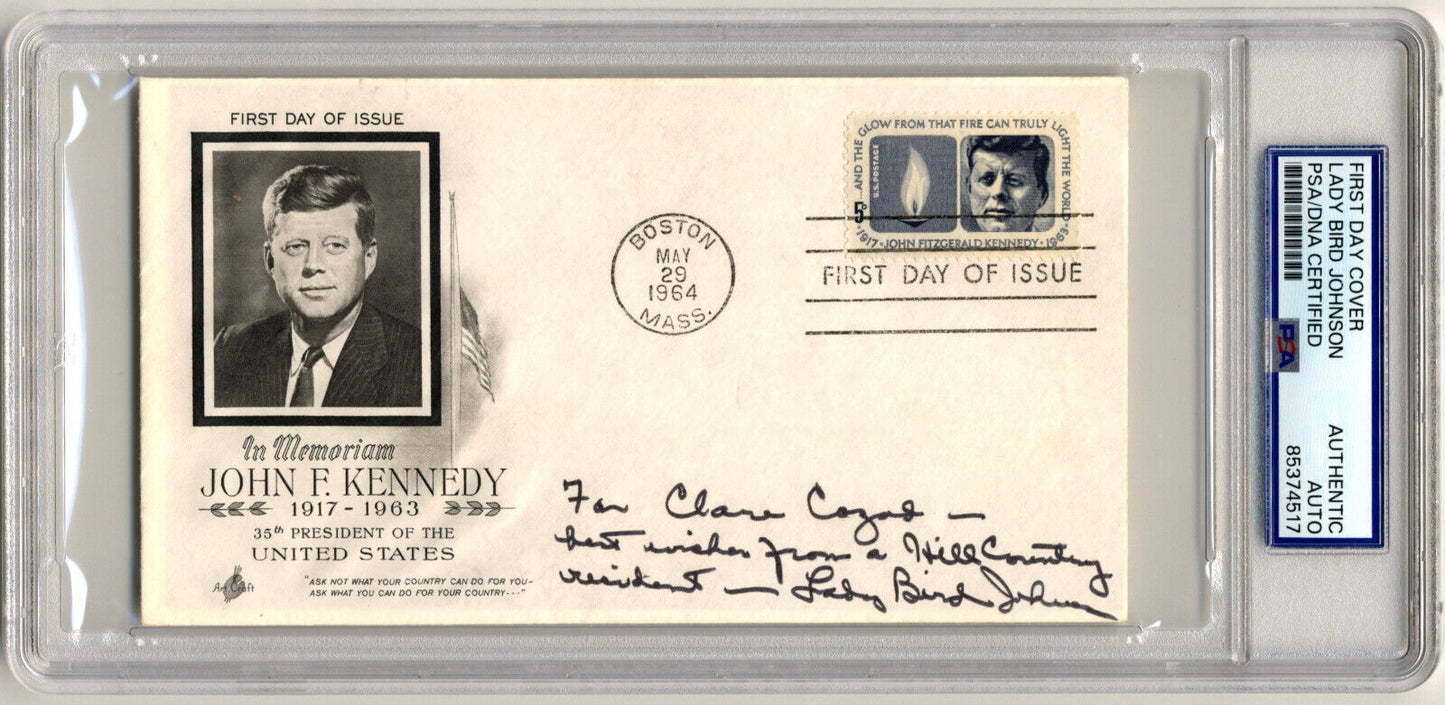 FIRST DAY OF ISSUE
In Memoriam
JOHN F. KENNEDY
1917 - 1963
35th PRESIDENT OF THE
UNITED STATES
Art Craft
"ASK NOT WHAT YOUR COUNTRY CAN DO FOR YOU-
ASK WHAT YOU CAN DO FOR YOUR COUNTRY---"
BOSTON
MAY
29
1964
MASS.
...AND THE GLOW FROM THAT FIRE CAN TRULY LIGHT THE WORLD
U.S. POSTAGE
5c
1917 · JOHN FITZGERALD KENNEDY · 1963
FIRST DAY OF ISSUE
For Clare Cozad —
best wishes from a Hill Country
resident — Lady Bird Johnson
FIRST DAY COVER
LADY BIRD JOHNSON
PSA/DNA CERTIFIED
PSA
AUTHENTIC
AUTO
85374517